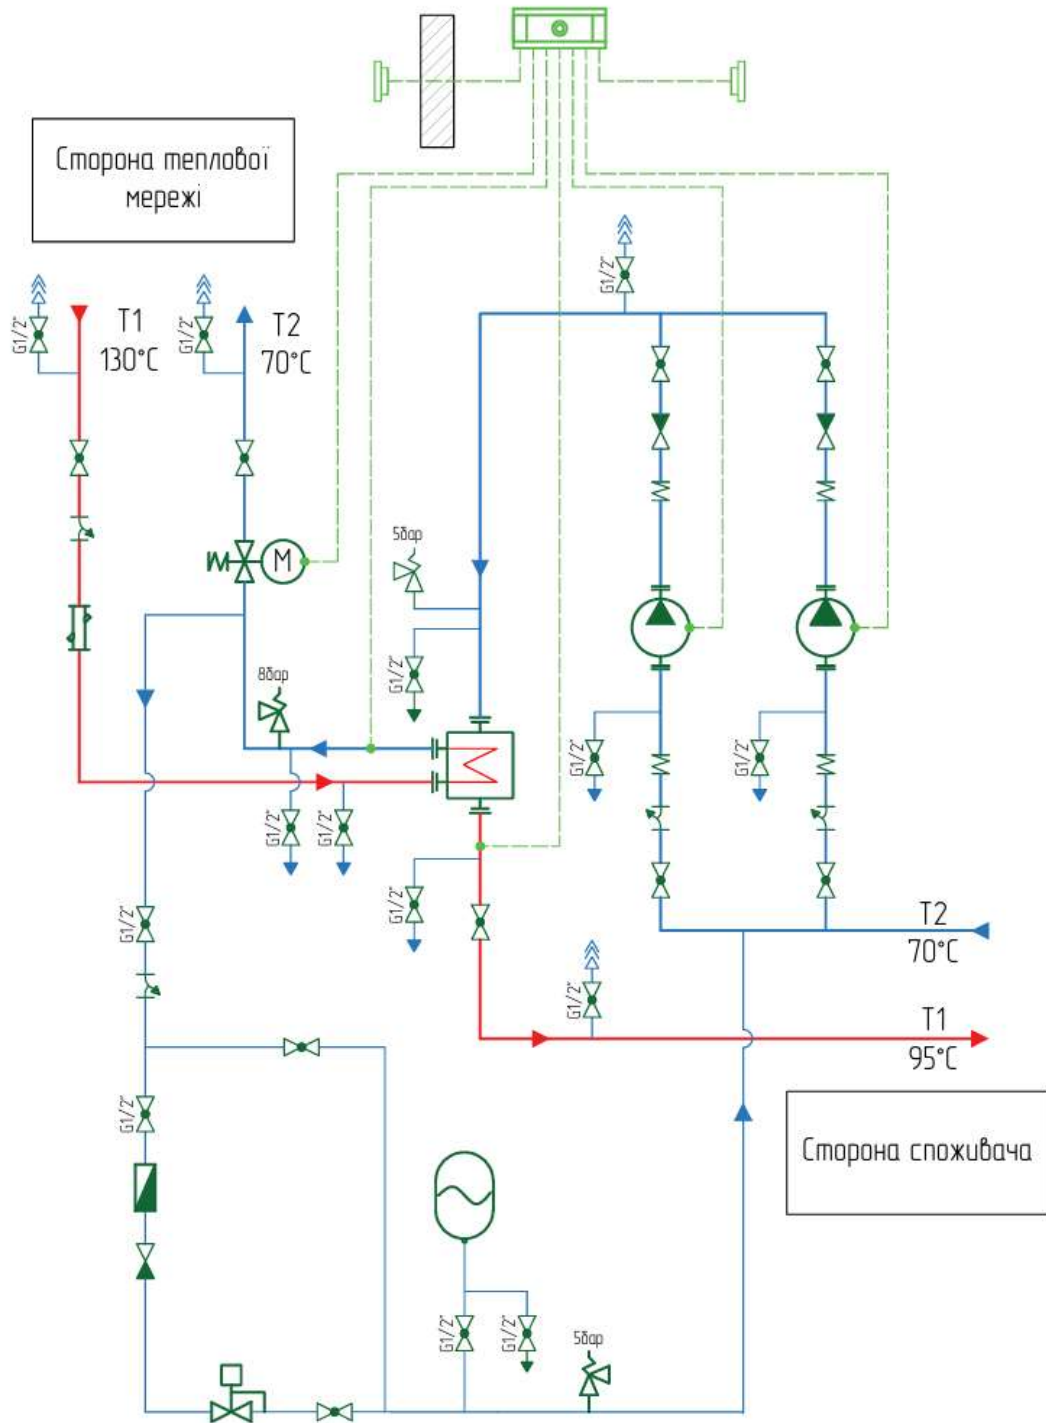 Сторона теплової
мережі
G1/2"
T1
130°C
G1/2"
T2
70°C
G1/2"
M
5бар
G1/2"
8бар
G1/2"
G1/2"
G1/2"
G1/2"
G1/2"
G1/2"
T2
70°C
G1/2"
T1
95°C
G1/2"
Сторона споживача
G1/2"
G1/2"
5бар